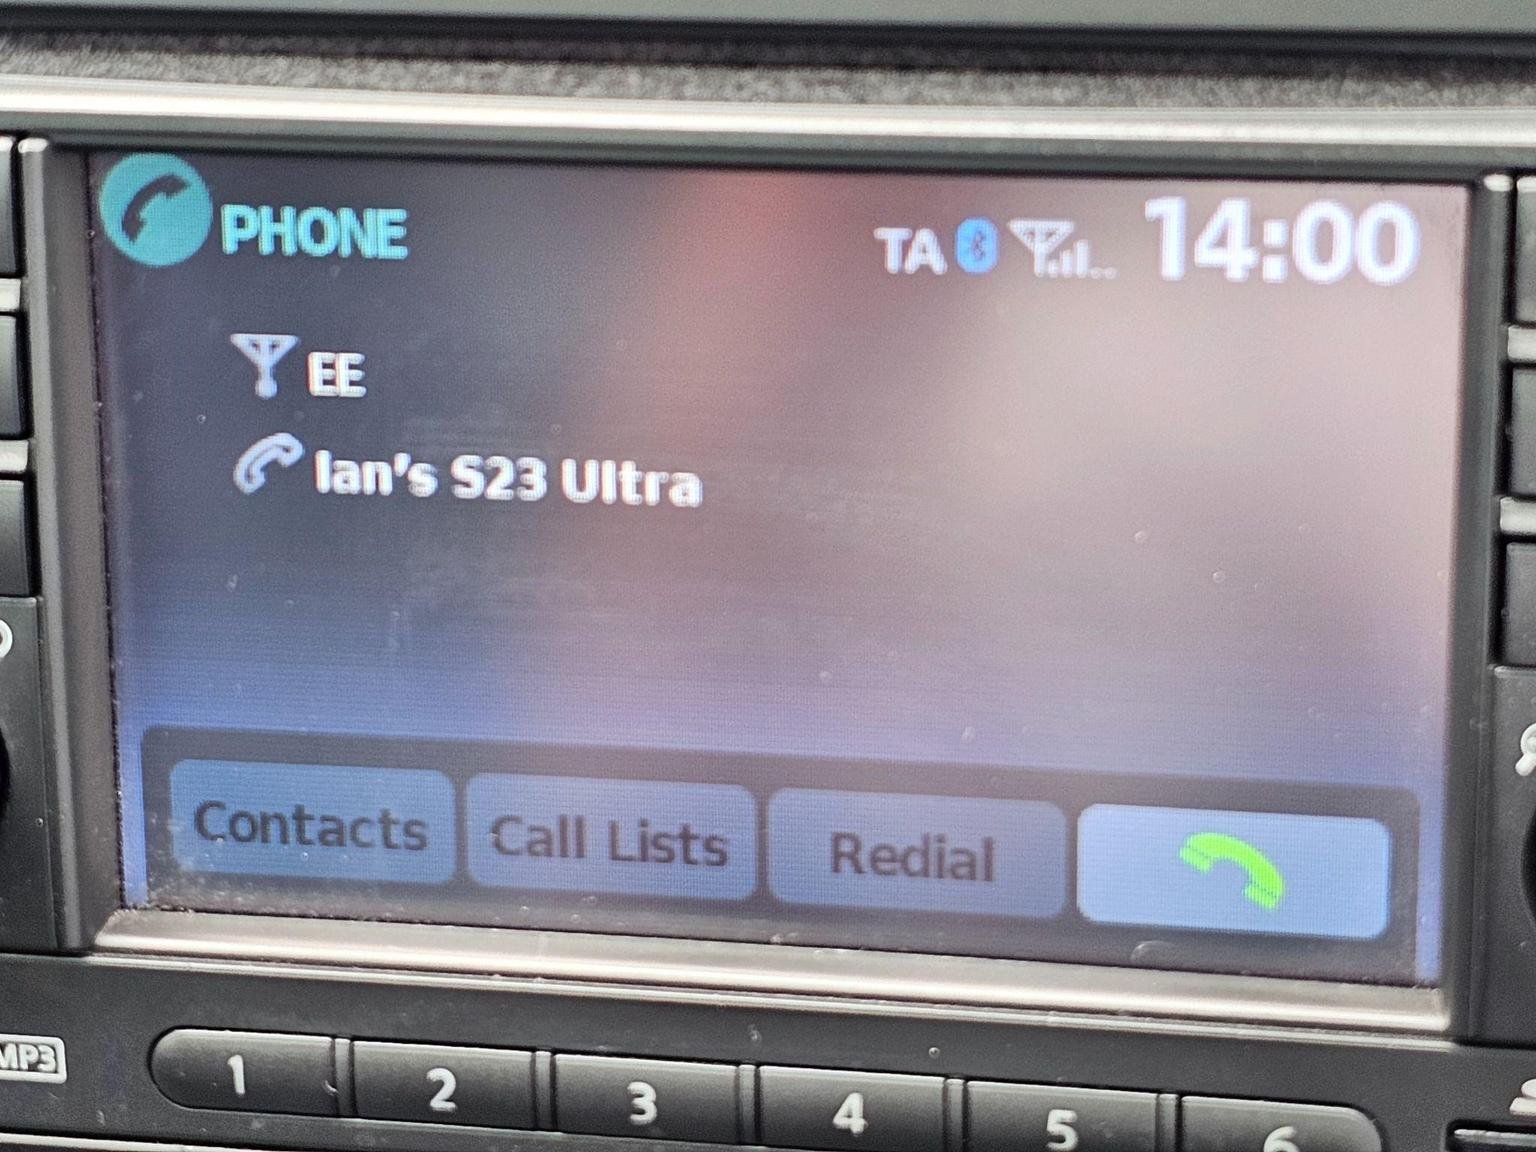 PHONE
TA 14:00
EE
Ian's S23 Ultra
Contacts Call Lists Redial
MP3 1 2 3 4 5 6